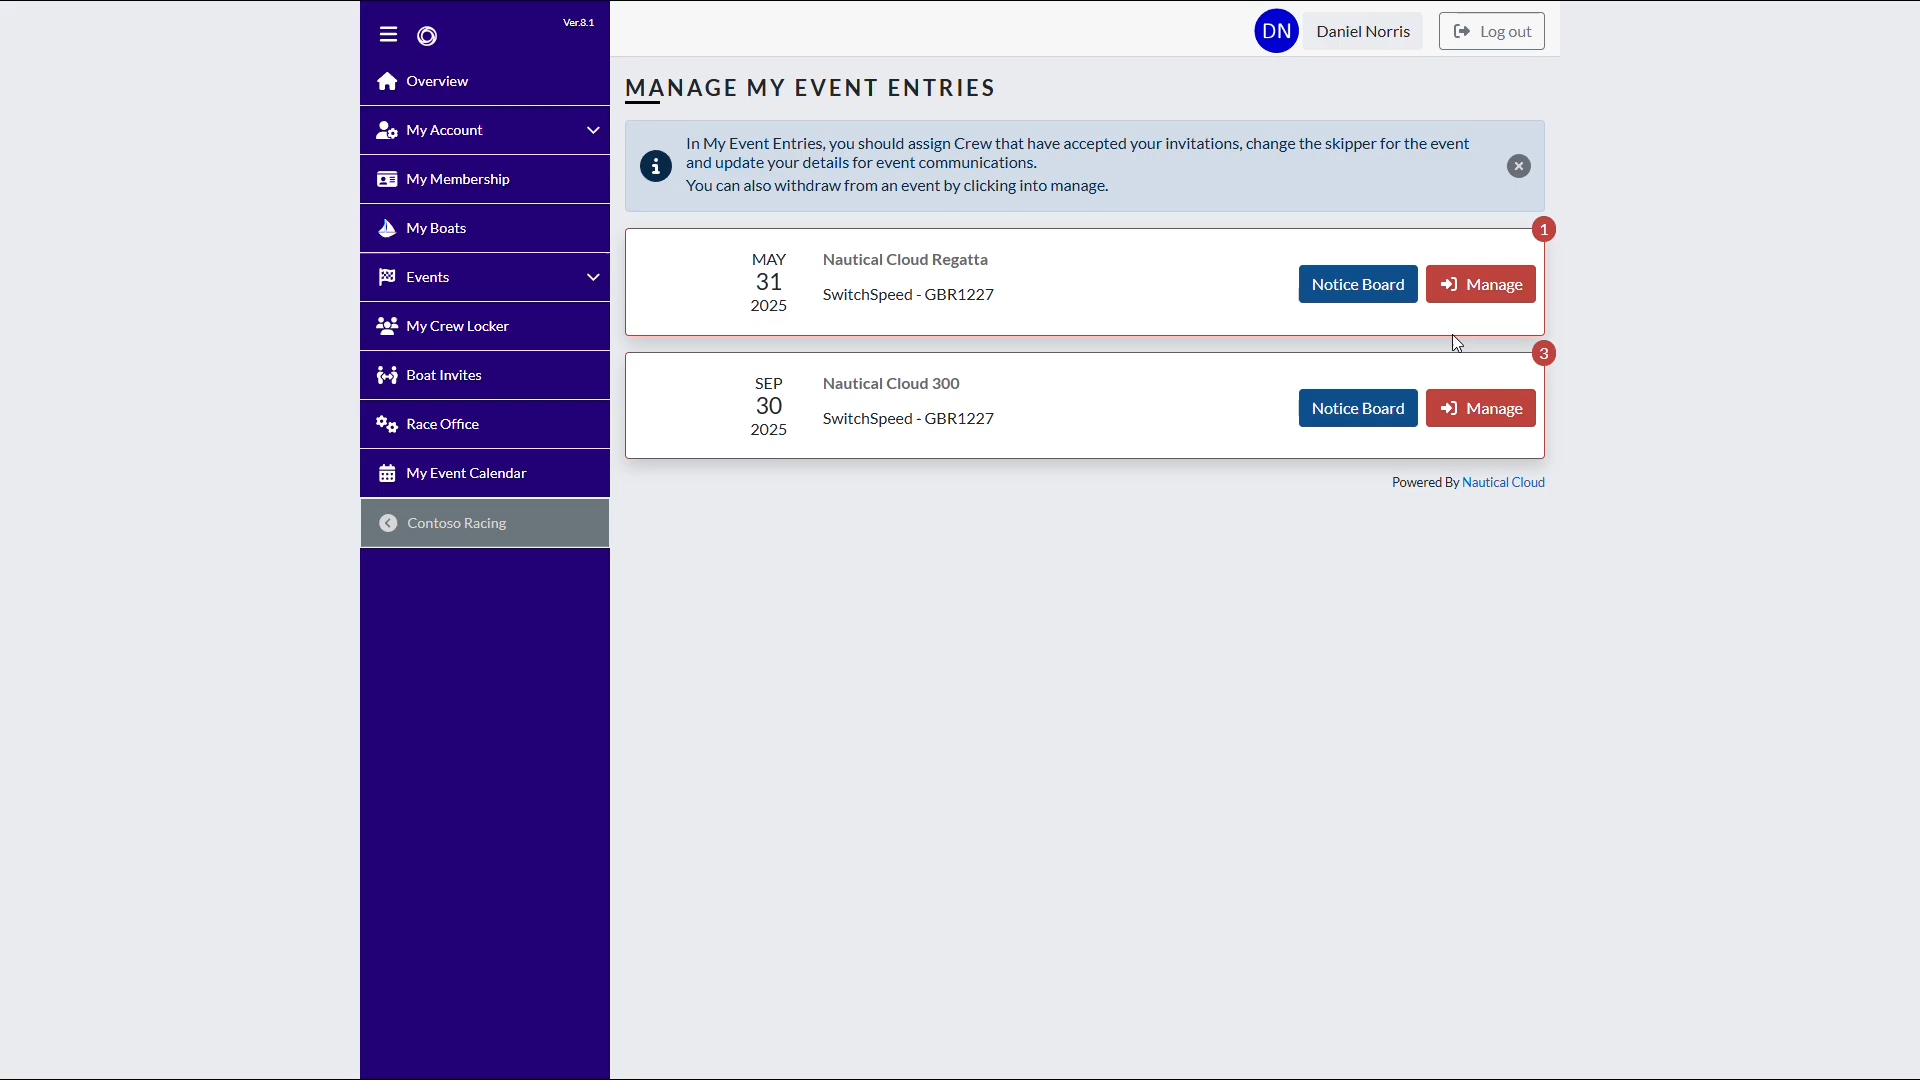 Ver.8.1
Overview
My Account
My Membership
My Boats
Events
My Crew Locker
Boat Invites
Race Office
My Event Calendar
Contoso Racing
DN
Daniel Norris
Log out
MANAGE MY EVENT ENTRIES
In My Event Entries, you should assign Crew that have accepted your invitations, change the skipper for the event
and update your details for event communications.
You can also withdraw from an event by clicking into manage.
1
MAY
31
2025
Nautical Cloud Regatta
SwitchSpeed - GBR1227
Notice Board
Manage
3
SEP
30
2025
Nautical Cloud 300
SwitchSpeed - GBR1227
Notice Board
Manage
Powered By Nautical Cloud